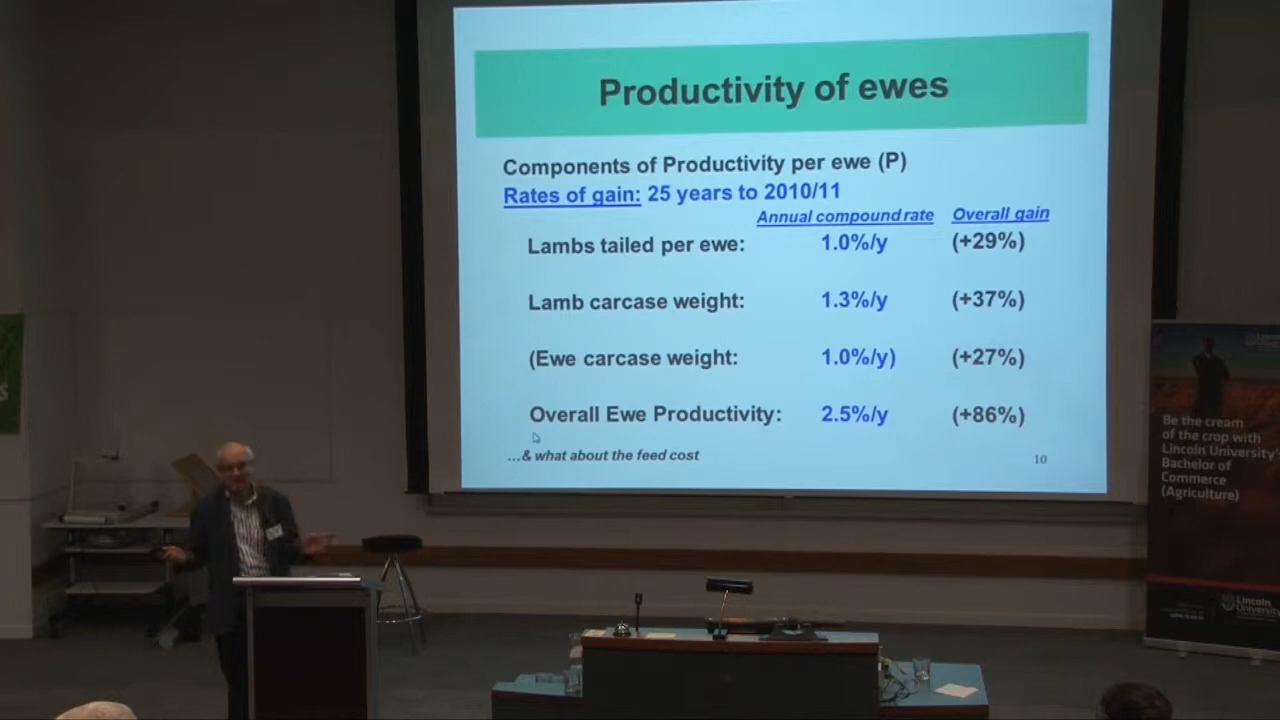 Productivity of ewes
Components of Productivity per ewe (P)
Rates of gain: 25 years to 2010/11
Annual compound rate Overall gain
Lambs tailed per ewe: 1.0%/y (+29%)
Lamb carcase weight: 1.3%/y (+37%)
(Ewe carcase weight: 1.0%/y) (+27%)
Overall Ewe Productivity: 2.5%/y (+86%)
...& what about the feed cost
10
Be the cream
of the crop with
Lincoln University's
Bachelor of
Commerce
(Agriculture)
Lincoln
University